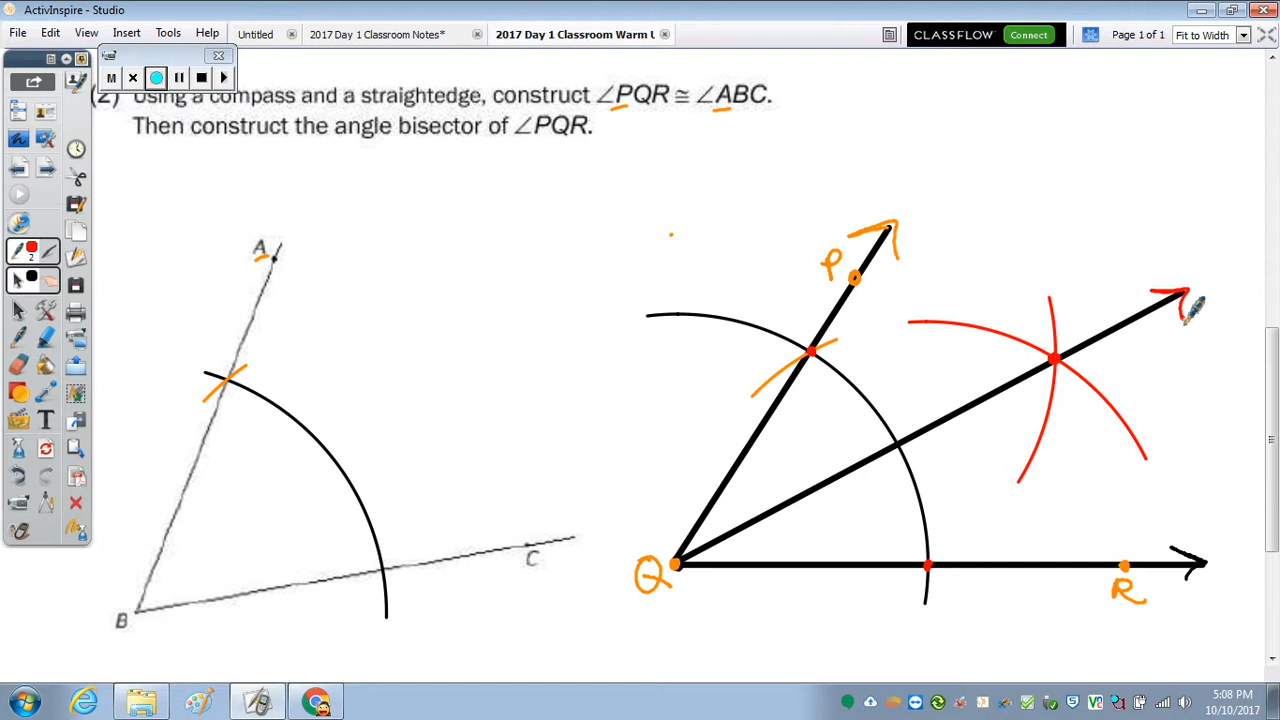 ActivInspire - Studio
File Edit View Insert Tools Help
Untitled
2017 Day 1 Classroom Notes*
2017 Day 1 Classroom Warm U
CLASSFLOW Connect
Page 1 of 1
Fit to Width
M
(2) Using a compass and a straightedge, construct ∠PQR ≅ ∠ABC.
Then construct the angle bisector of ∠PQR.
A
P
C
Q
R
B
2
T
5:08 PM
10/10/2017